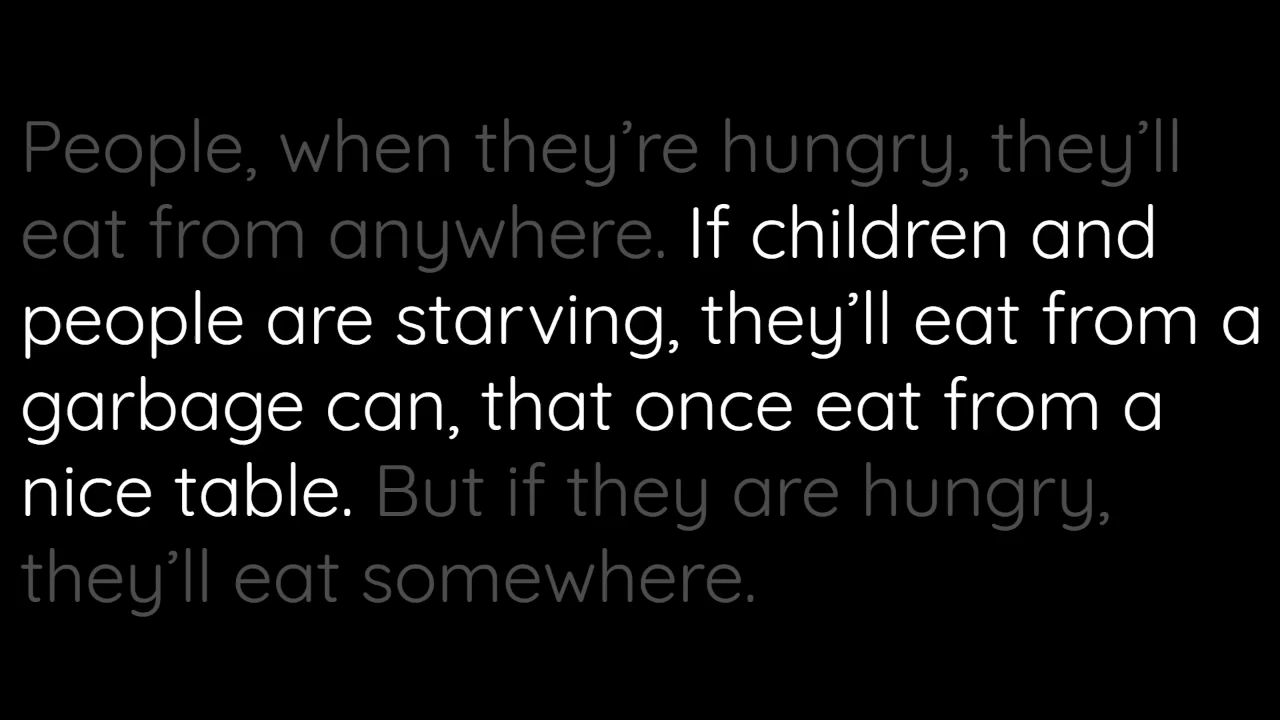 People, when they’re hungry, they’ll
eat from anywhere. If children and
people are starving, they’ll eat from a
garbage can, that once eat from a
nice table. But if they are hungry,
they’ll eat somewhere.